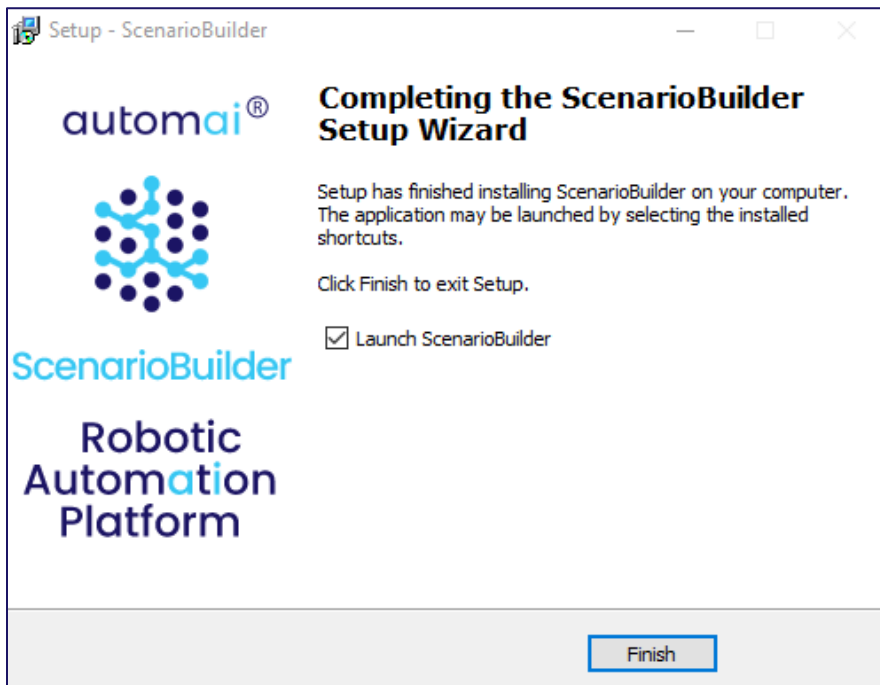 Setup - ScenarioBuilder
automai®
ScenarioBuilder
Robotic
Automation
Platform
Completing the ScenarioBuilder
Setup Wizard
Setup has finished installing ScenarioBuilder on your computer.
The application may be launched by selecting the installed
shortcuts.
Click Finish to exit Setup.
Launch ScenarioBuilder
Finish